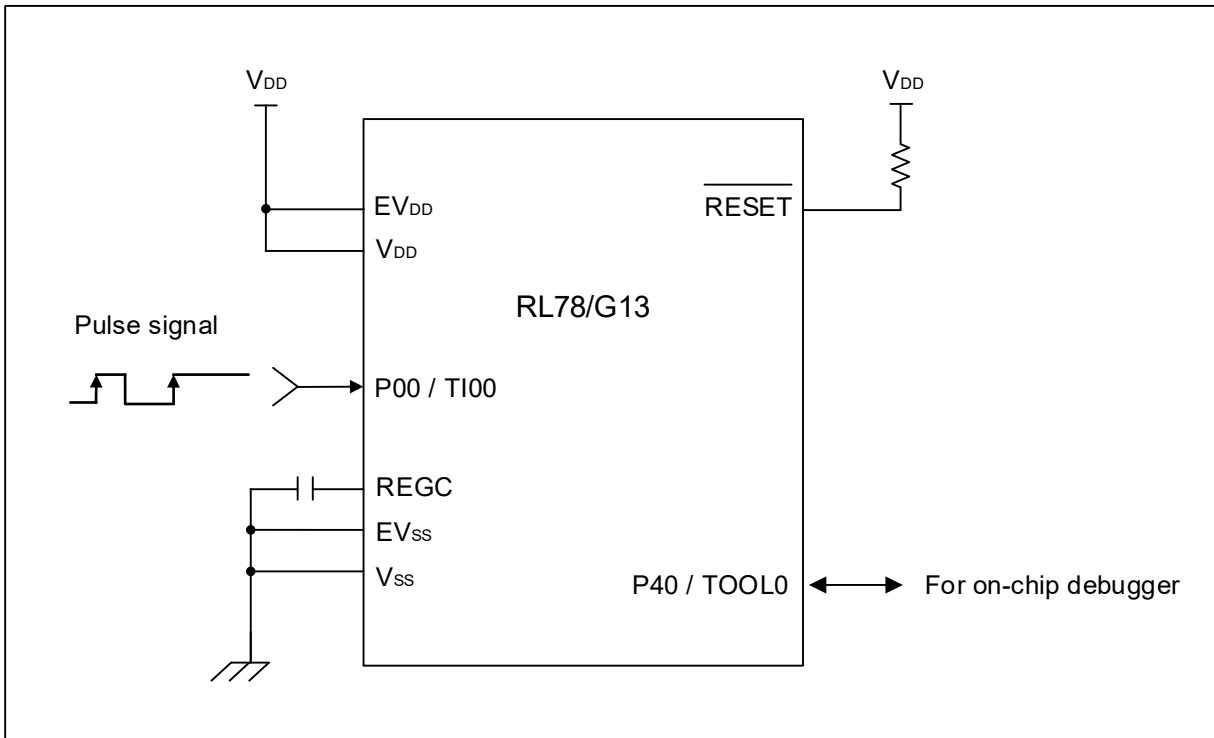 VDD
VDD
EVDD
RESET
VDD
RL78/G13
Pulse signal
P00 / TI00
REGC
EVSS
VSS
P40 / TOOL0
For on-chip debugger